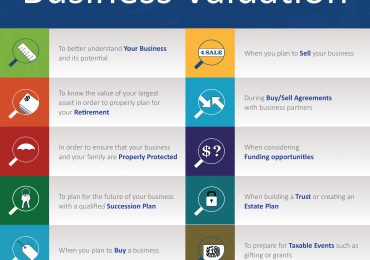 Business Valuation
To better understand Your Business
and its potential
4 SALE
When you plan to Sell your business
To know the value of your largest
asset in order to properly plan for
your Retirement
During Buy/Sell Agreements
with business partners
In order to ensure that your business
and your family are Properly Protected
$?
When considering
Funding opportunities
To plan for the future of your business
with a qualified Succession Plan
When building a Trust or creating an
Estate Plan
When you plan to Buy a business
To prepare for Taxable Events such as
gifting or grants